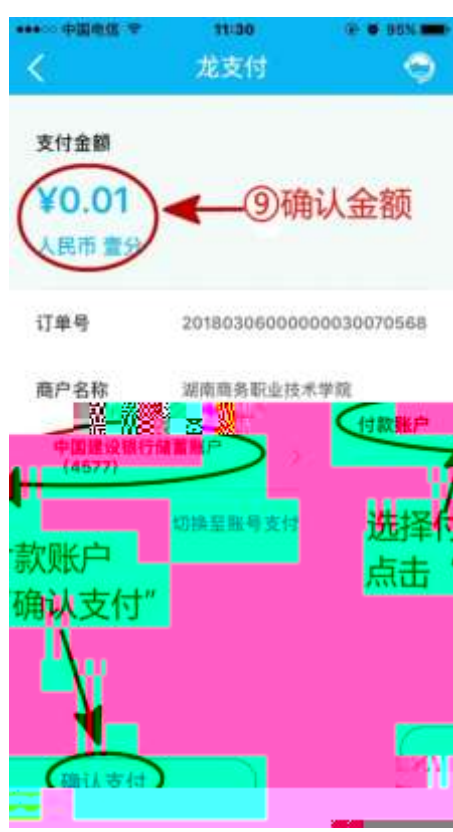 中国电信 11:30 95%
龙支付
支付金额
¥0.01
⑨确认金额
人民币 壹分
订单号 201803060000000030070568
商户名称 湖南商务职业技术学院
付款账户
中国建设银行储蓄账户
(4577)
切换至账号支付
选择付
款账户
点击“
确认支付”
确认支付